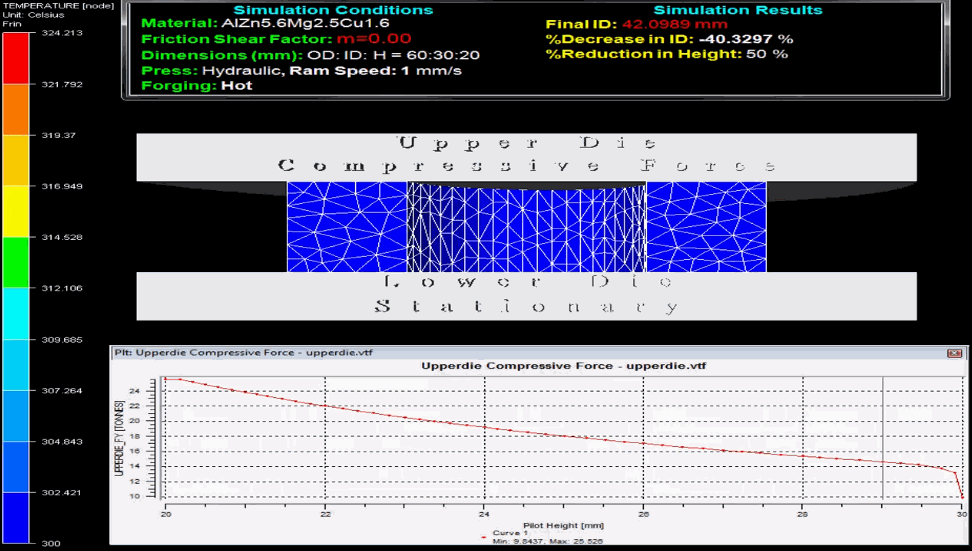 TEMPERATURE [node]
Unit: Celsius
Frin
324.213
321.792
319.37
316.949
314.528
312.106
309.685
307.264
304.843
302.421
300
Simulation Conditions
Material: AlZn5.6Mg2.5Cu1.6
Friction Shear Factor: m=0.00
Dimensions (mm): OD: ID: H = 60:30:20
Press: Hydraulic, Ram Speed: 1 mm/s
Forging: Hot
Simulation Results
Final ID: 42.0989 mm
%Decrease in ID: -40.3297 %
%Reduction in Height: 50 %
Upper Die
Compressive Force
Lower Die
Stationary
Plt: Upperdie Compressive Force - upperdie.vtf
Upperdie Compressive Force - upperdie.vtf
UPPERDIE_FY [TONNES]
24
22
20
18
16
14
12
10
20 22 24 26 28 30
Pilot Height [mm]
Curve 1
Min: 9.8437, Max: 25.526